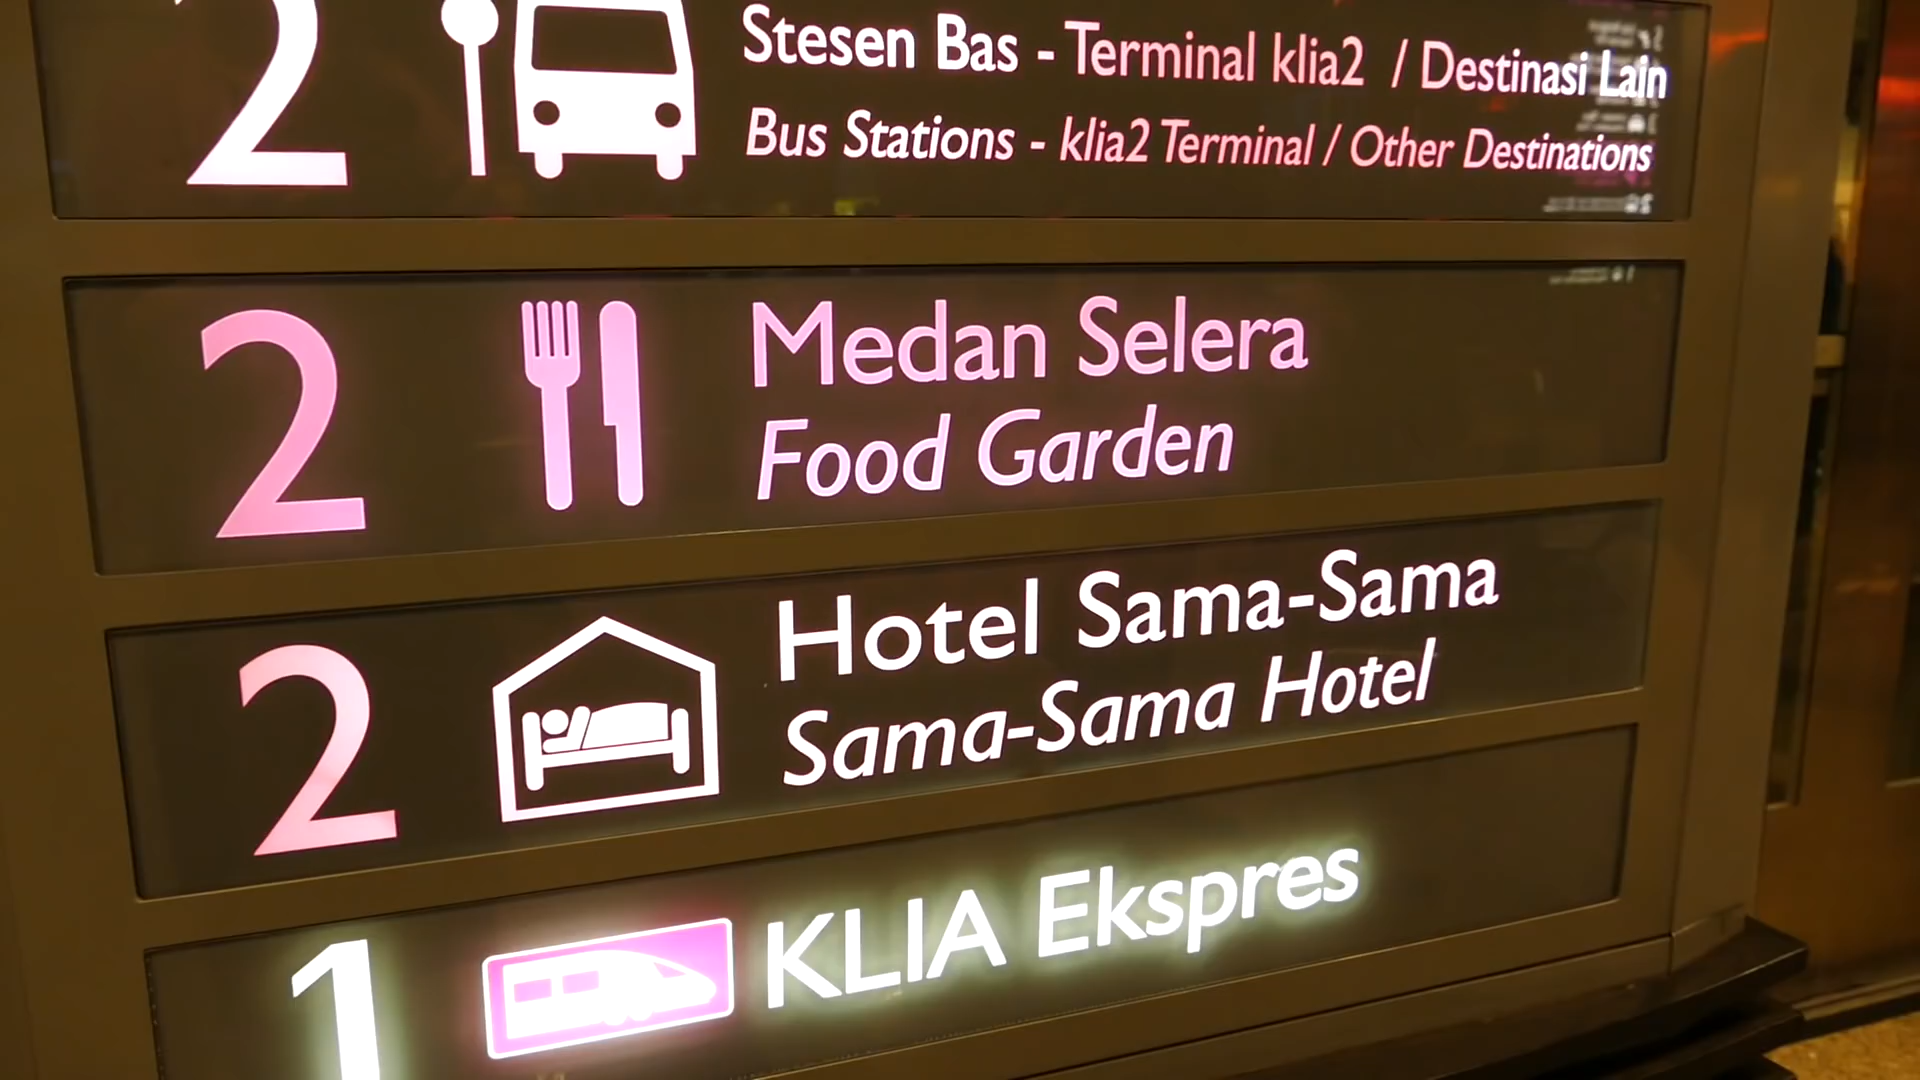 2
Stesen Bas - Terminal klia2 / Destinasi Lain
Bus Stations - klia2 Terminal / Other Destinations
2
Medan Selera
Food Garden
2
Hotel Sama-Sama
Sama-Sama Hotel
1
KLIA Ekspres